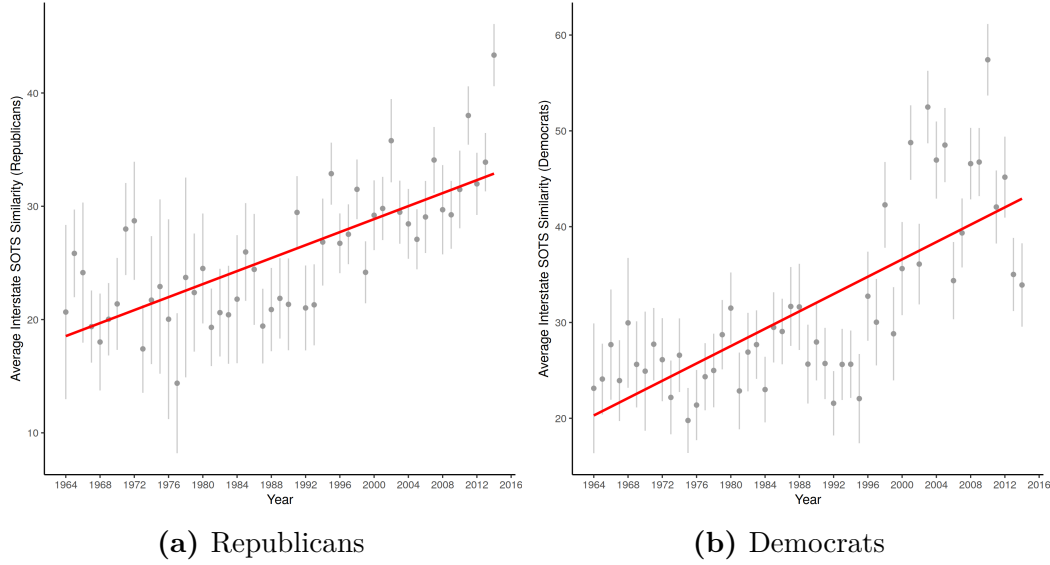 Average Interstate SOTS Similarity (Republicans)
40
30
20
10
1964 1968 1972 1976 1980 1984 1988 1992 1996 2000 2004 2008 2012 2016
Year
(a) Republicans
Average Interstate SOTS Similarity (Democrats)
60
50
40
30
20
1964 1968 1972 1976 1980 1984 1988 1992 1996 2000 2004 2008 2012 2016
Year
(b) Democrats